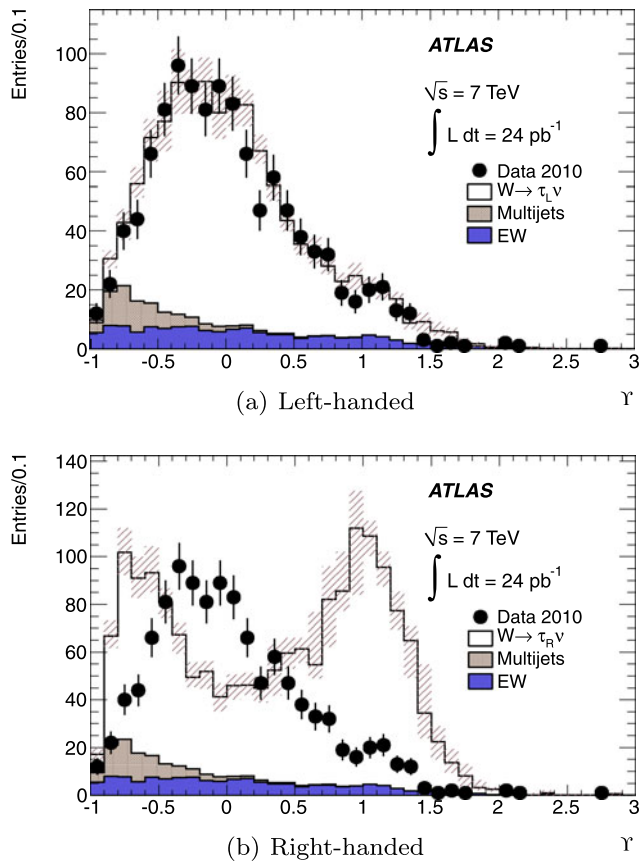 Entries/0.1
100
80
60
40
20
0
ATLAS
√s = 7 TeV
∫ L dt = 24 pb⁻¹
Data 2010
W→ τ_L ν
Multijets
EW
-1 -0.5 0 0.5 1 1.5 2 2.5 3
(a) Left-handed ϒ
Entries/0.1
140
120
100
80
60
40
20
0
ATLAS
√s = 7 TeV
∫ L dt = 24 pb⁻¹
Data 2010
W→ τ_R ν
Multijets
EW
-1 -0.5 0 0.5 1 1.5 2 2.5 3
(b) Right-handed ϒ